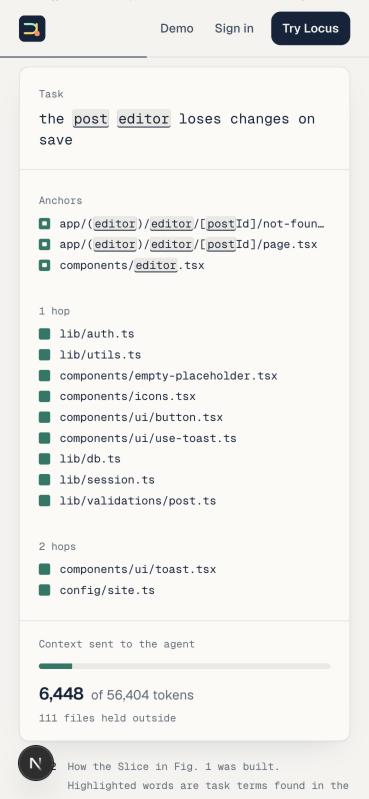 Demo Sign in Try Locus
Task
the post editor loses changes on
save
Anchors
app/(editor)/editor/[postId]/not-foun…
app/(editor)/editor/[postId]/page.tsx
components/editor.tsx
1 hop
lib/auth.ts
lib/utils.ts
components/empty-placeholder.tsx
components/icons.tsx
components/ui/button.tsx
components/ui/use-toast.ts
lib/db.ts
lib/session.ts
lib/validations/post.ts
2 hops
components/ui/toast.tsx
config/site.ts
Context sent to the agent
6,448 of 56,404 tokens
111 files held outside
N
How the Slice in Fig. 1 was built.
Highlighted words are task terms found in the